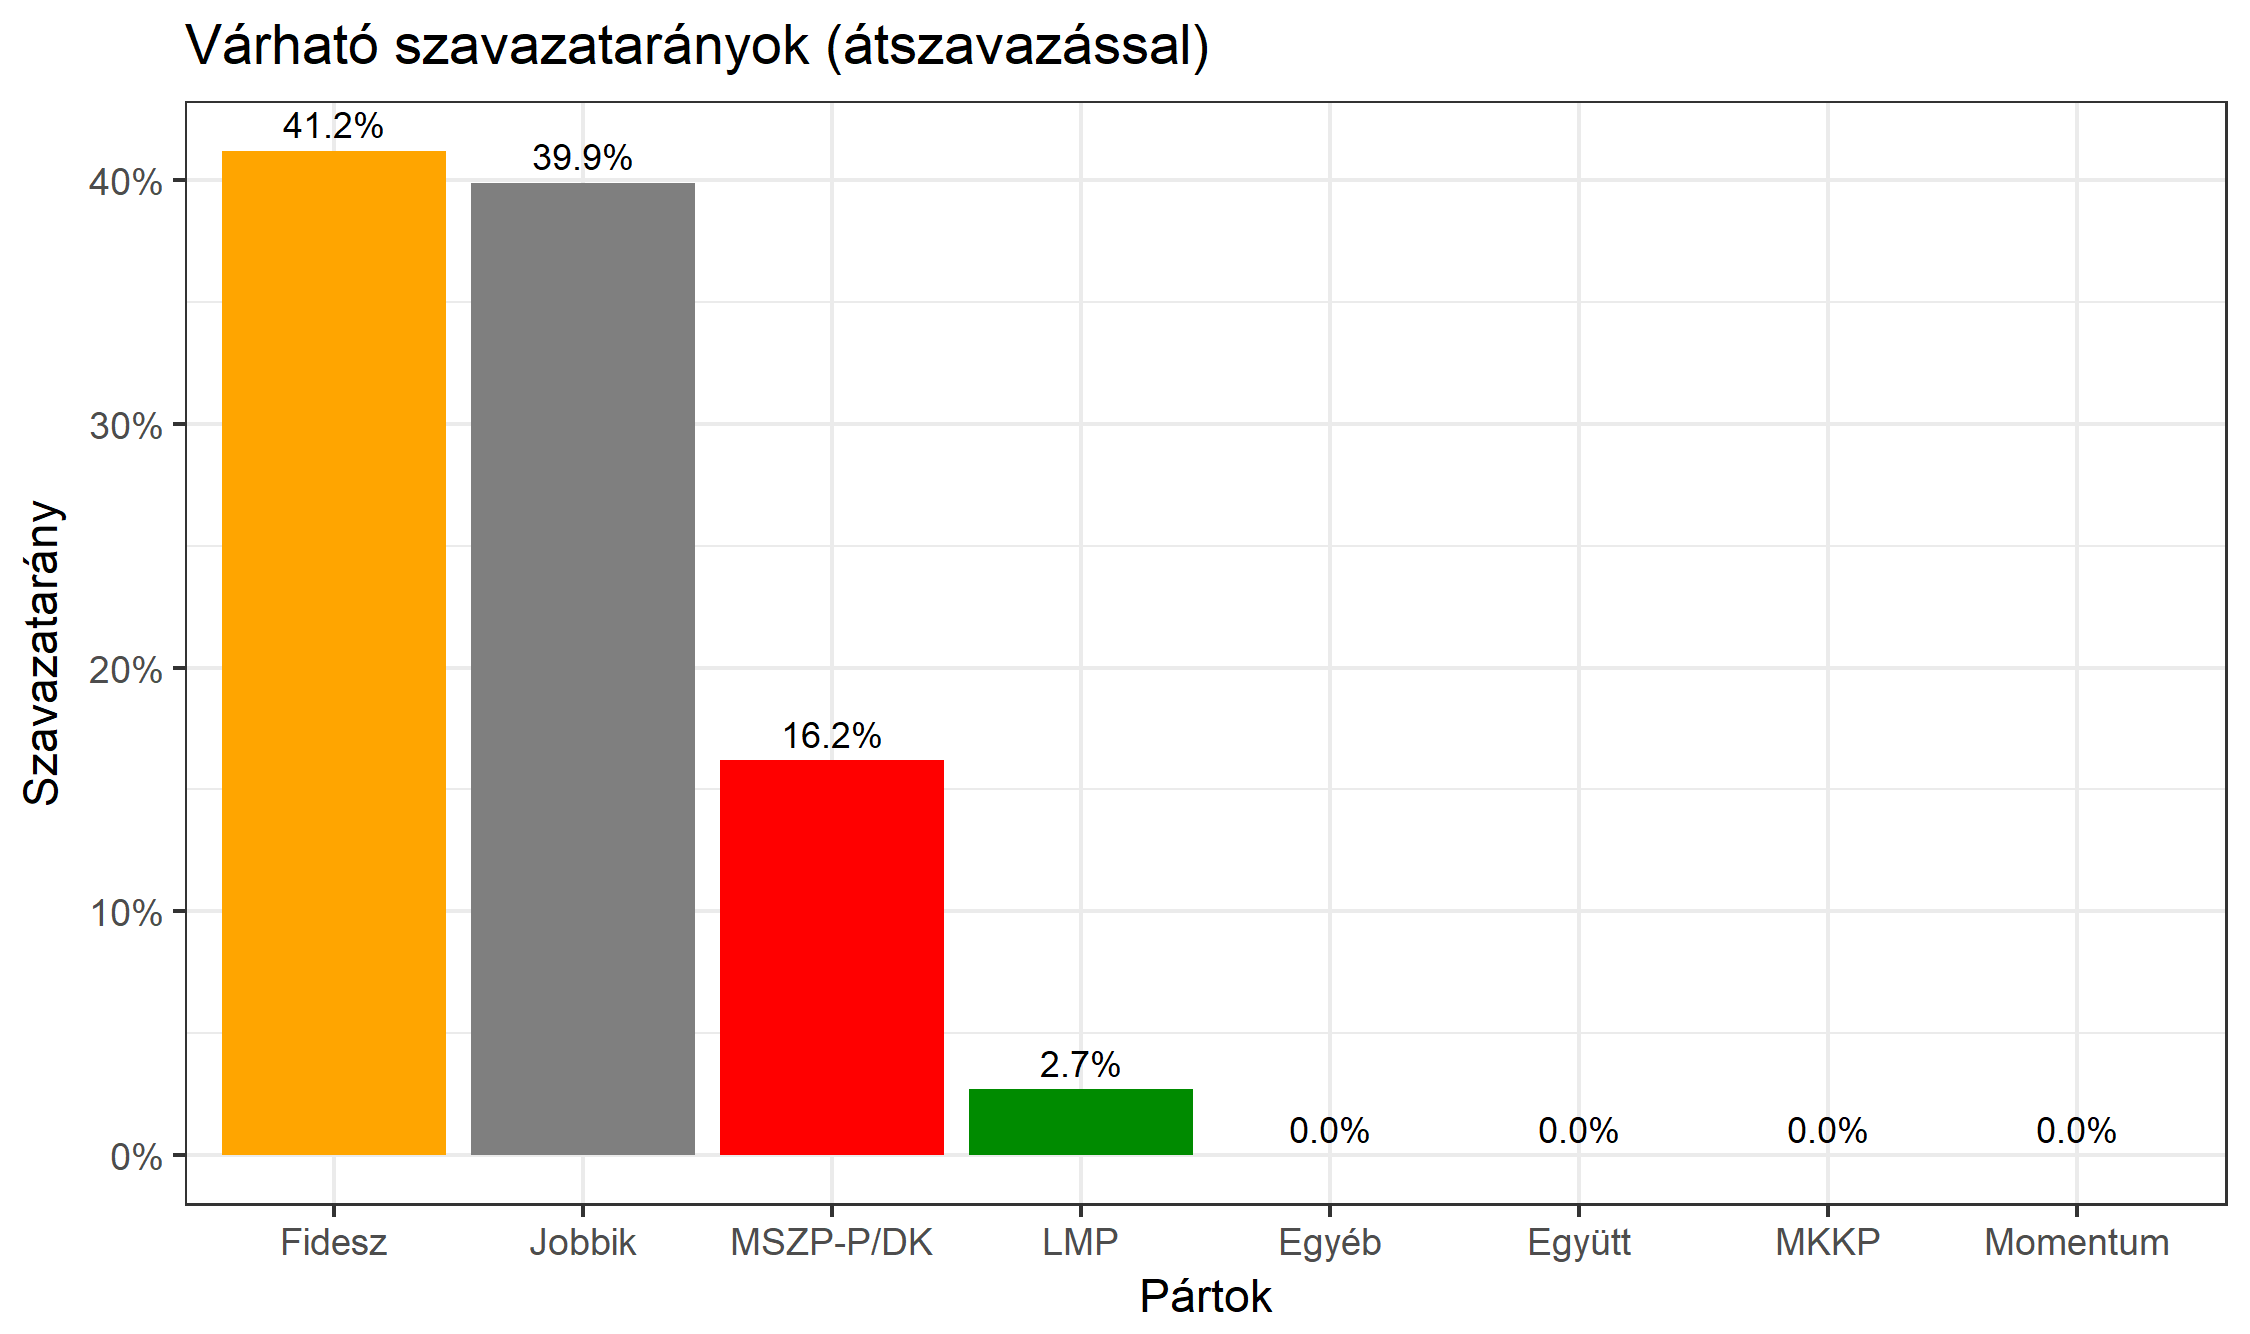 Várható szavazatarányok (átszavazással)
41.2%
39.9%
16.2%
2.7%
0.0%
0.0%
0.0%
0.0%
40%
30%
20%
10%
0%
Szavazatarány
Fidesz
Jobbik
MSZP-P/DK
LMP
Egyéb
Együtt
MKKP
Momentum
Pártok